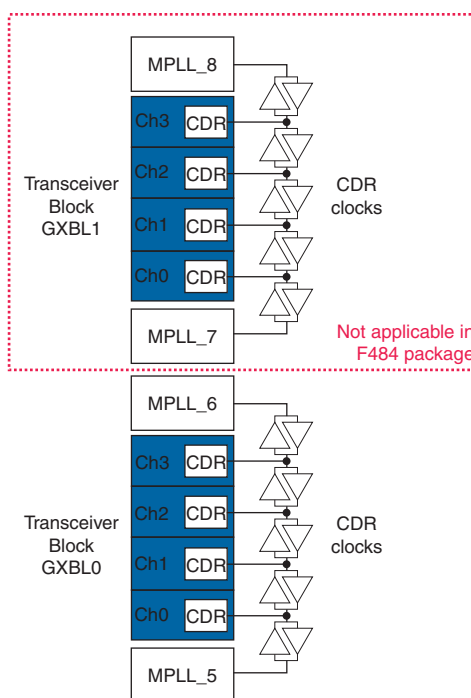 MPLL_8
Ch3 CDR
Ch2 CDR
Ch1 CDR
Ch0 CDR
Transceiver
Block
GXBL1
CDR
clocks
MPLL_7
Not applicable in
F484 package
MPLL_6
Ch3 CDR
Ch2 CDR
Ch1 CDR
Ch0 CDR
Transceiver
Block
GXBL0
CDR
clocks
MPLL_5